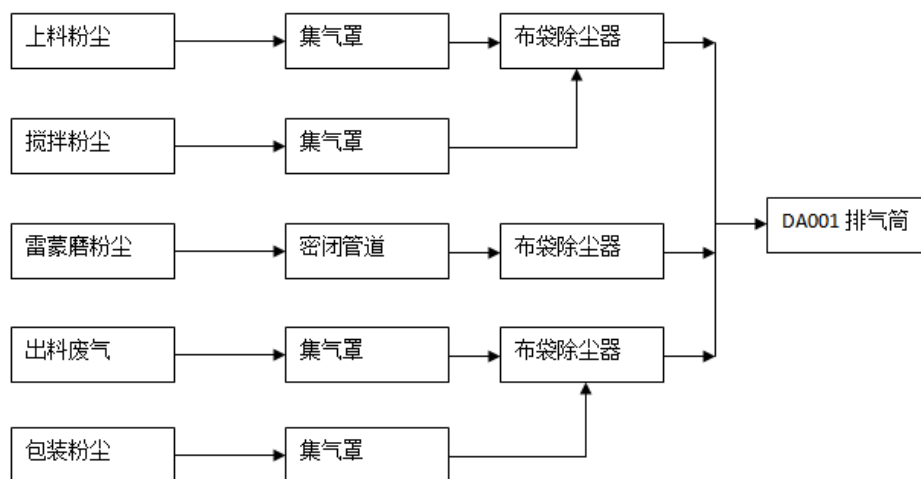 上料粉尘
集气罩
布袋除尘器
搅拌粉尘
集气罩
DA001 排气筒
雷蒙磨粉尘
密闭管道
布袋除尘器
出料废气
集气罩
布袋除尘器
包装粉尘
集气罩